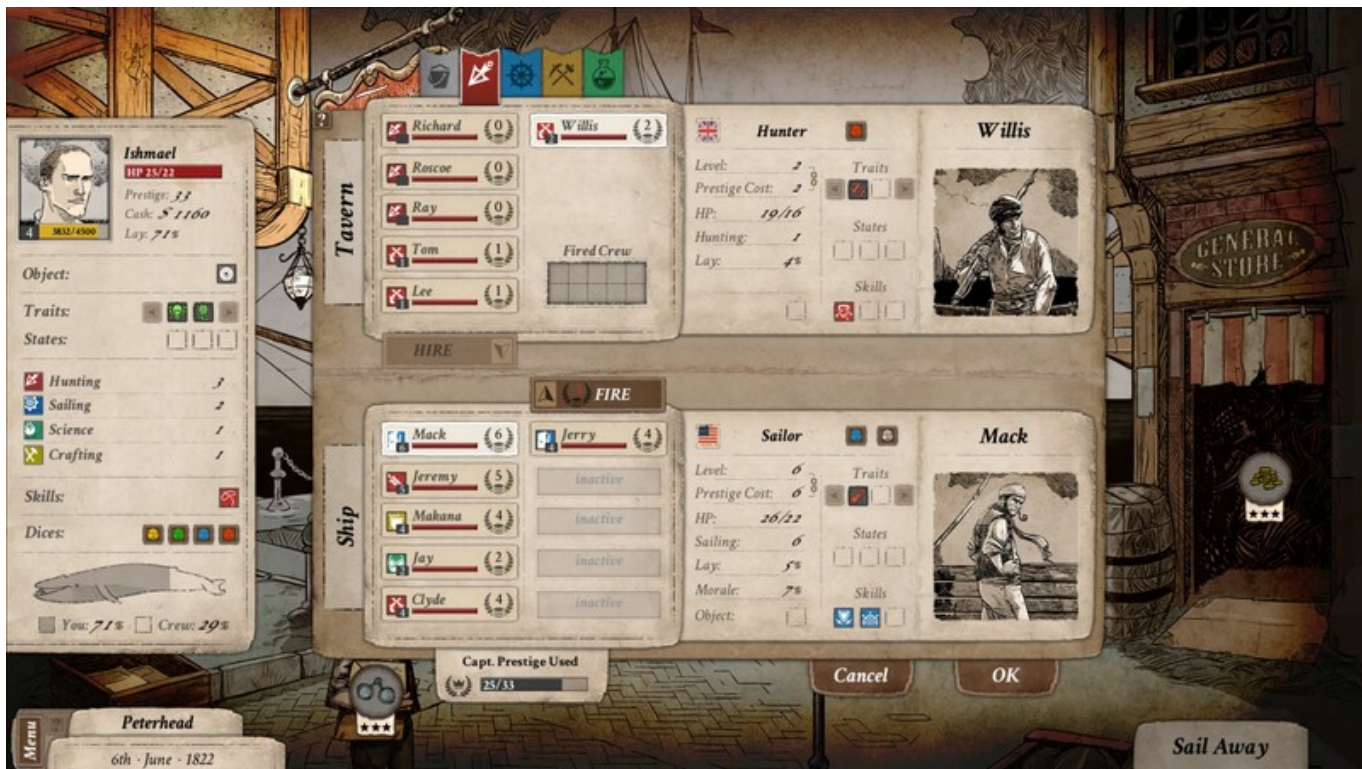 Ishmael
HP 25/22
Prestige: 33
Cash: $ 1160
Lay: 71%
4 3832/4500
Object:
Traits:
States:
Hunting 3
Sailing 2
Science 1
Crafting 1
Skills:
Dices:
You: 71% Crew: 29%
?
Tavern
Richard (0)
Roscoe (0)
Ray (0)
Tom (1)
Lee (1)
Willis (2)
Fired Crew
HIRE
Hunter
Willis
Level: 2
Prestige Cost: 2
HP: 19/16
Hunting: 1
Lay: 4%
Traits
States
Skills
GENERAL
STORE
FIRE
Ship
Mack (6)
Jeremy (5)
Makana (4)
Jay (2)
Clyde (4)
Jerry (4)
inactive
inactive
inactive
inactive
Sailor
Mack
Level: 6
Prestige Cost: 6
HP: 26/22
Sailing: 6
Lay: 5%
Morale: 7%
Object:
Traits
States
Skills
Capt. Prestige Used
25/33
Cancel
OK
Menu
Peterhead
6th · June · 1822
Sail Away